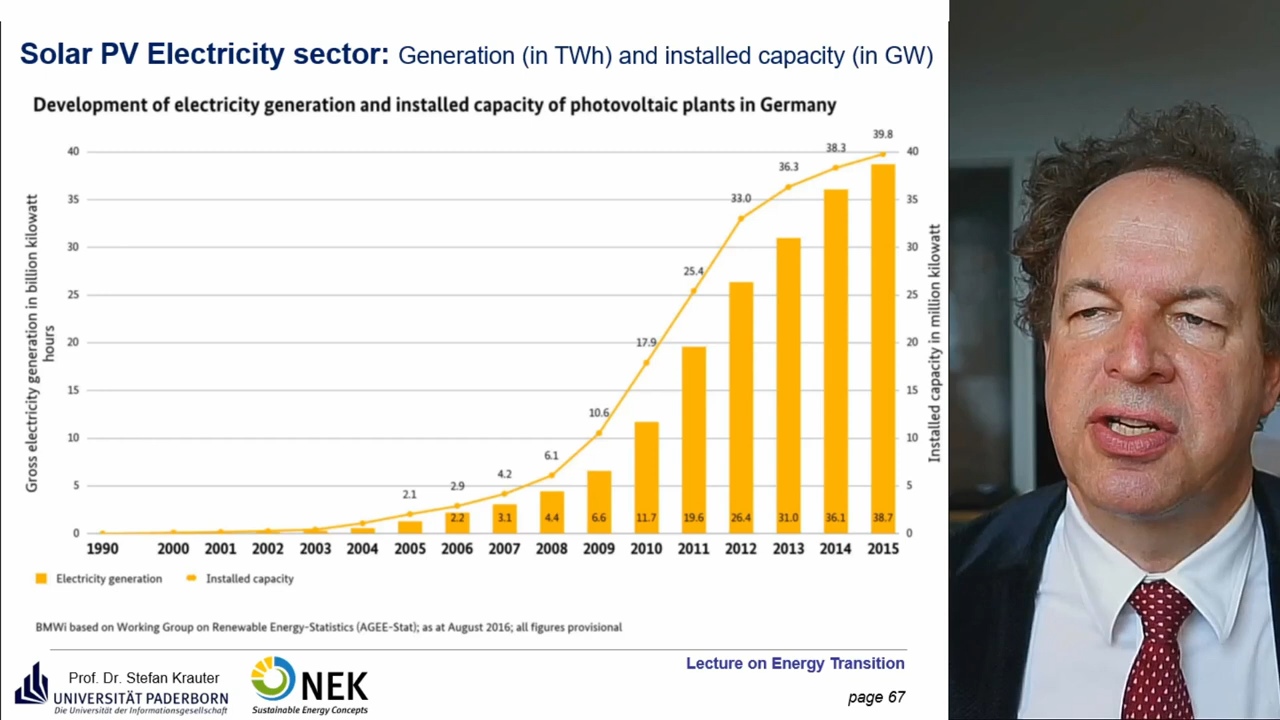 Solar PV Electricity sector: Generation (in TWh) and installed capacity (in GW)
Development of electricity generation and installed capacity of photovoltaic plants in Germany
Gross electricity generation in billion kilowatt
hours
Installed capacity in million kilowatt
40
35
30
25
20
15
10
5
0
40
35
30
25
20
15
10
5
0
2.1
2.9
4.2
6.1
10.6
17.9
25.4
33.0
36.3
38.3
39.8
2.2
3.1
4.4
6.6
11.7
19.6
26.4
31.0
36.1
38.7
1990 2000 2001 2002 2003 2004 2005 2006 2007 2008 2009 2010 2011 2012 2013 2014 2015
Electricity generation Installed capacity
BMWi based on Working Group on Renewable Energy-Statistics (AGEE-Stat); as at August 2016; all figures provisional
Lecture on Energy Transition
page 67
Prof. Dr. Stefan Krauter
UNIVERSITÄT PADERBORN
Die Universität der Informationsgesellschaft
NEK
Sustainable Energy Concepts